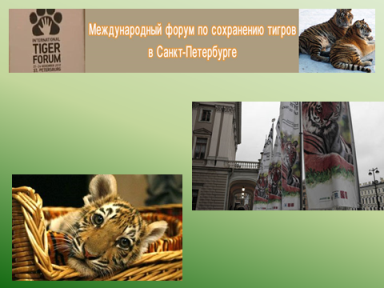 INTERNATIONAL
TIGER
FORUM
Международный форум по сохранению тигров
в Санкт-Петербурге